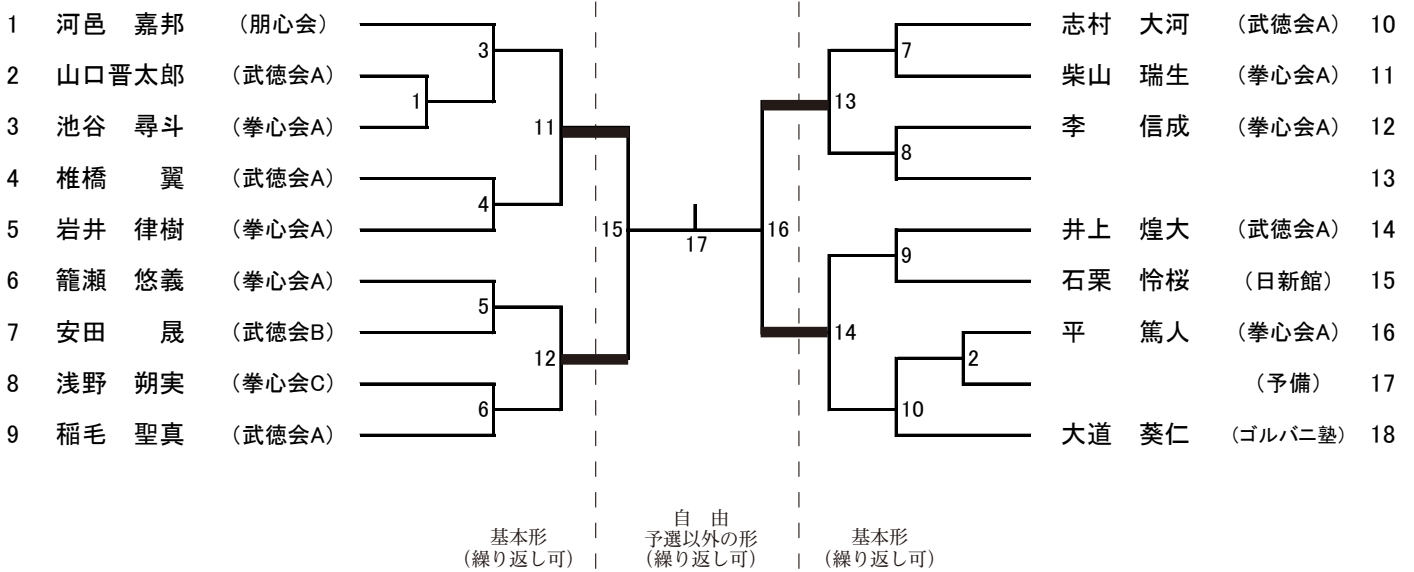 1 河邑 嘉邦 (朋心会)
2 山口晋太郎 (武徳会A)
3 池谷 尋斗 (拳心会A)
4 椎橋 翼 (武徳会A)
5 岩井 律樹 (拳心会A)
6 籠瀬 悠義 (拳心会A)
7 安田 晟 (武徳会B)
8 浅野 朔実 (拳心会C)
9 稲毛 聖真 (武徳会A)
3
1
11
4
15
5
12
6
17
16
7
13
8
9
14
2
10
志村 大河 (武徳会A) 10
柴山 瑞生 (拳心会A) 11
李 信成 (拳心会A) 12
13
井上 煌大 (武徳会A) 14
石栗 怜桜 (日新館) 15
平 篤人 (拳心会A) 16
(予備) 17
大道 葵仁 (ゴルバニ塾) 18
基本形
(繰り返し可)
自 由
予選以外の形
(繰り返し可)
基本形
(繰り返し可)